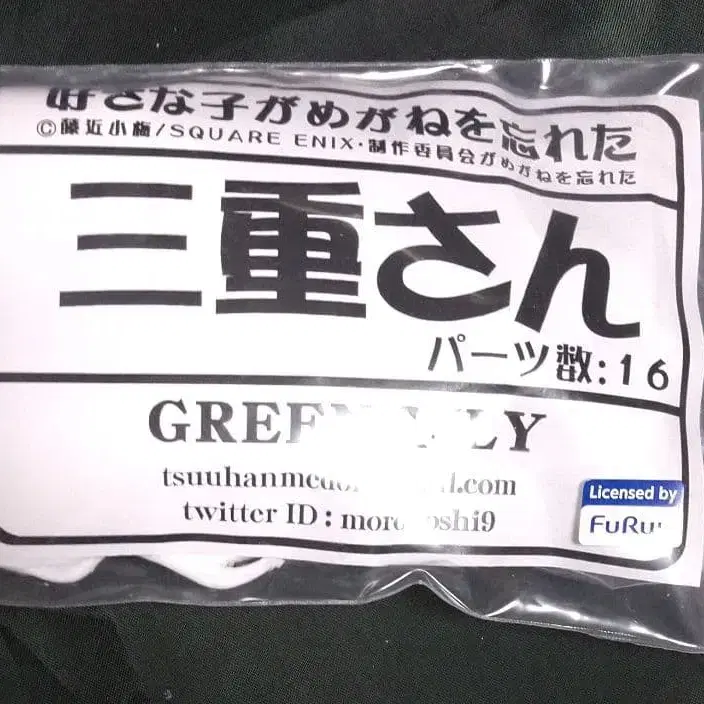 好きな子がめがねを忘れた
©藤近小梅/SQUARE ENIX・制作委員会がめがねを忘れた
三重さん
パーツ数:16
GREEN
twitter ID:
Licensed by
FuRyu